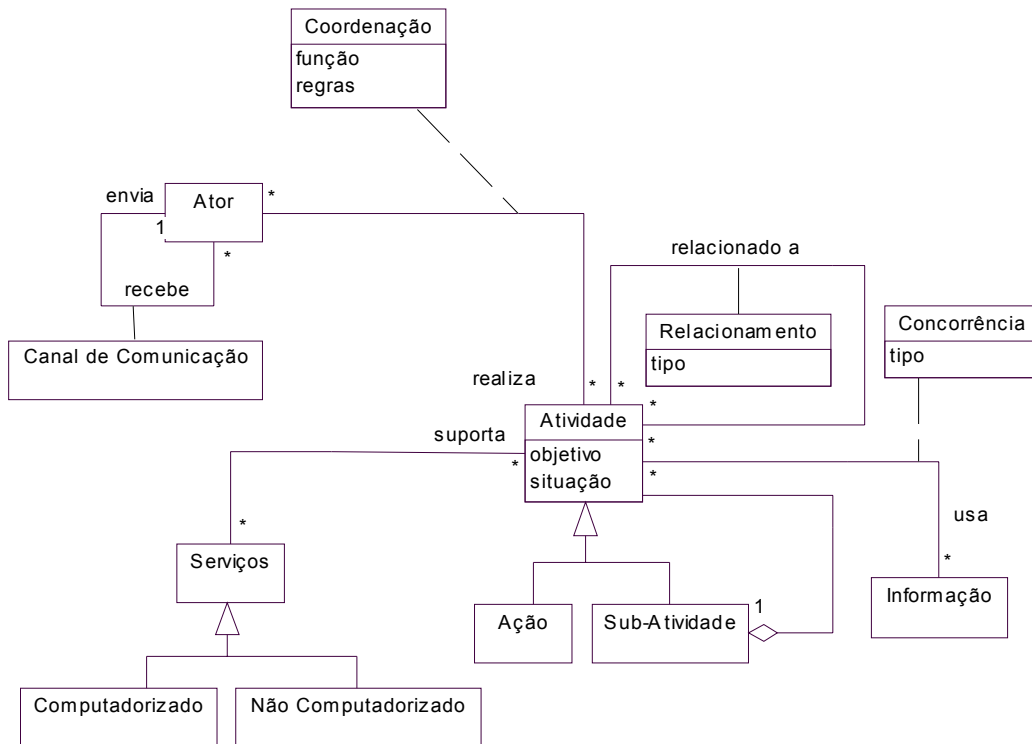 Coordenação
função
regras
envia
Ator
*
1
*
recebe
Canal de Comunicação
relacionado a
Relacionamento
tipo
Concorrência
tipo
realiza
*
*
*
Atividade
objetivo
situação
suporta
*
*
*
usa
*
*
Serviços
Informação
Ação
Sub-Atividade
1
Computadorizado
Não Computadorizado